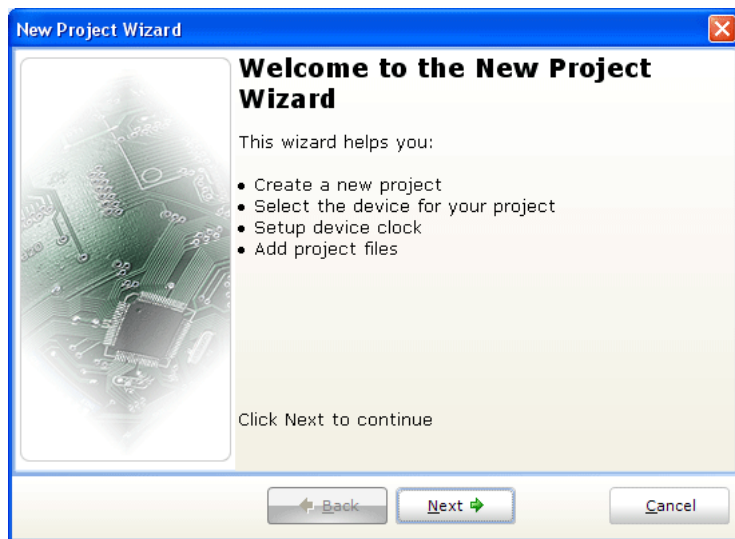 New Project Wizard
Welcome to the New Project
Wizard
This wizard helps you:
• Create a new project
• Select the device for your project
• Setup device clock
• Add project files
Click Next to continue
Back
Next
Cancel